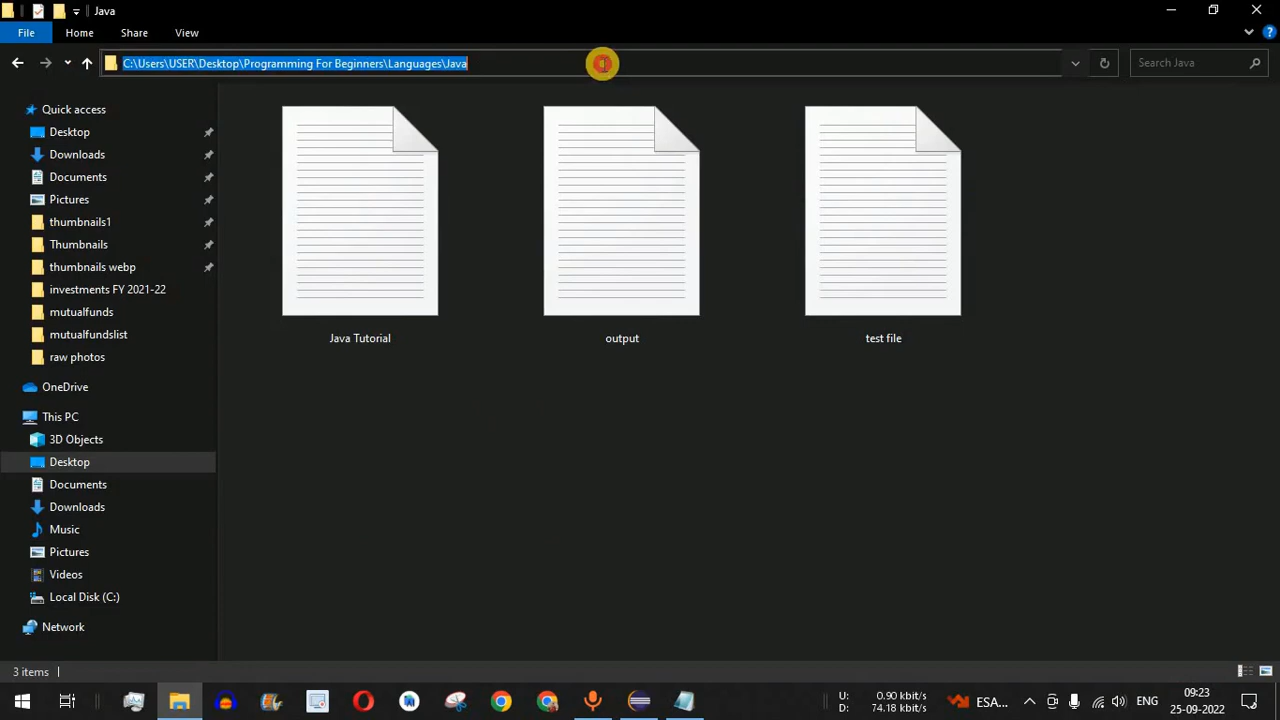 Java
File
Home
Share
View
C:\Users\USER\Desktop\Programming For Beginners\Languages\Java
Search Java
Quick access
Desktop
Downloads
Documents
Pictures
thumbnails1
Thumbnails
thumbnails webp
investments FY 2021-22
mutualfunds
mutualfundslist
raw photos
OneDrive
This PC
3D Objects
Desktop
Documents
Downloads
Music
Pictures
Videos
Local Disk (C:)
Network
Java Tutorial
output
test file
3 items
U: 0.90 kbit/s
D: 74.18 kbit/s
ESA...
ENG
09:23
25-09-2022